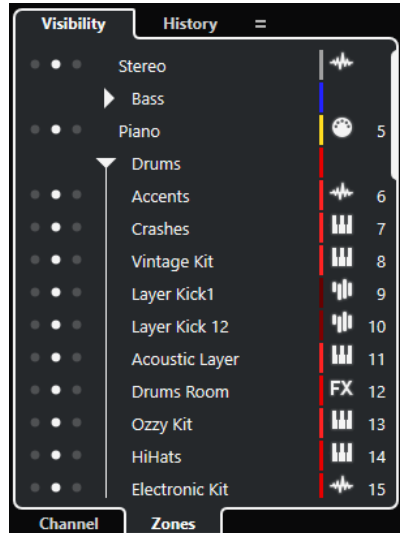 Visibility History =
Stereo
Bass
Piano 5
Drums
Accents 6
Crashes 7
Vintage Kit 8
Layer Kick1 9
Layer Kick 12 10
Acoustic Layer 11
Drums Room FX 12
Ozzy Kit 13
HiHats 14
Electronic Kit 15
Channel Zones